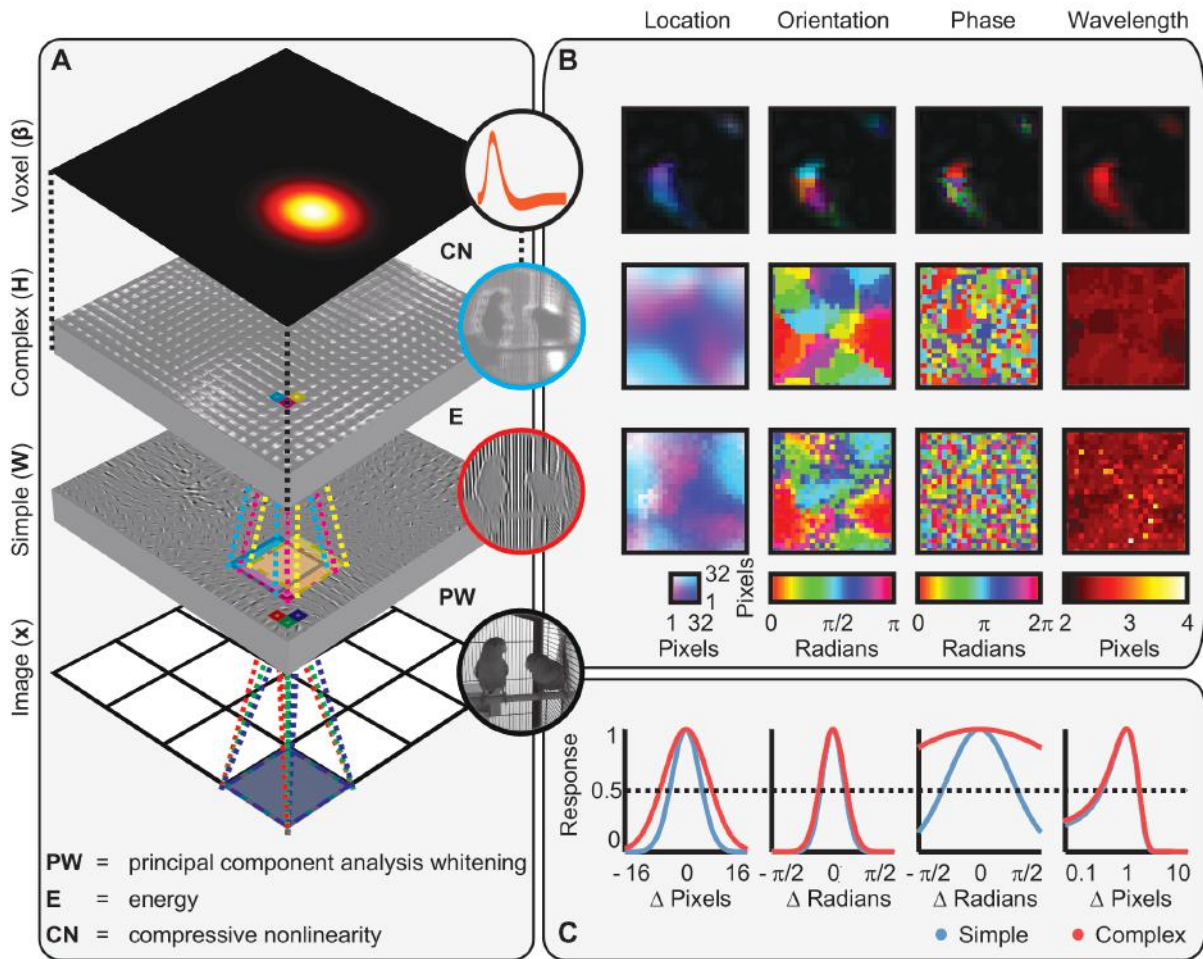 A
Voxel (β)
Complex (H)
Simple (W)
Image (x)
CN
E
PW
PW = principal component analysis whitening
E = energy
CN = compressive nonlinearity
B
Location Orientation Phase Wavelength
32
1
Pixels
1 32
Pixels
0 π/2 π
Radians
0 π 2π
Radians
2 3 4
Pixels
C
Response
1
0.5
0
-16 0 16
Δ Pixels
-π/2 0 π/2
Δ Radians
-π/2 0 π/2
Δ Radians
0.1 1 10
Δ Pixels
Simple Complex